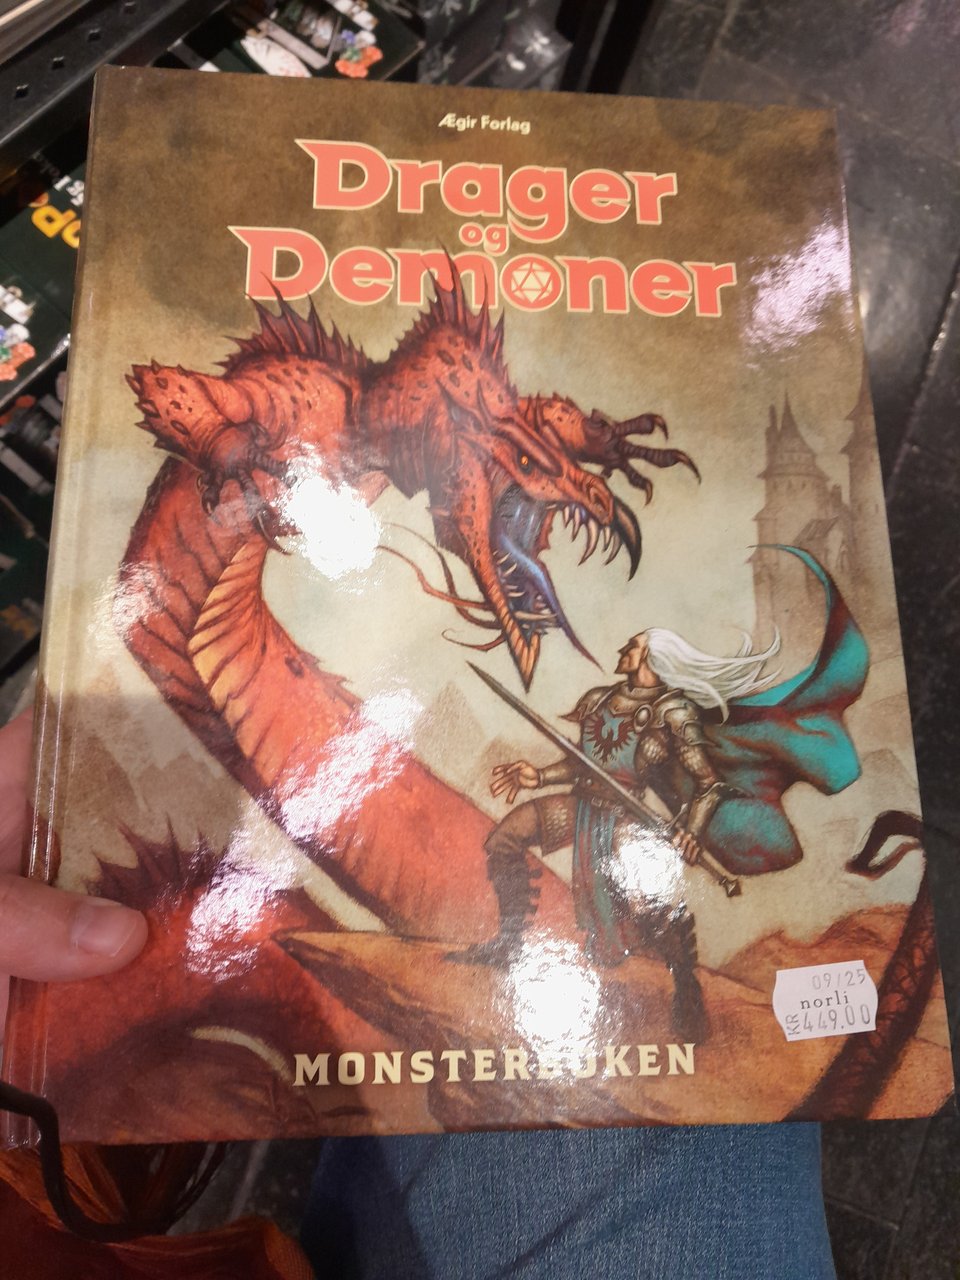 Ægir Forlag
Drager
og
Demoner
09/25
norli
KR 449.00
MONSTERBOKEN